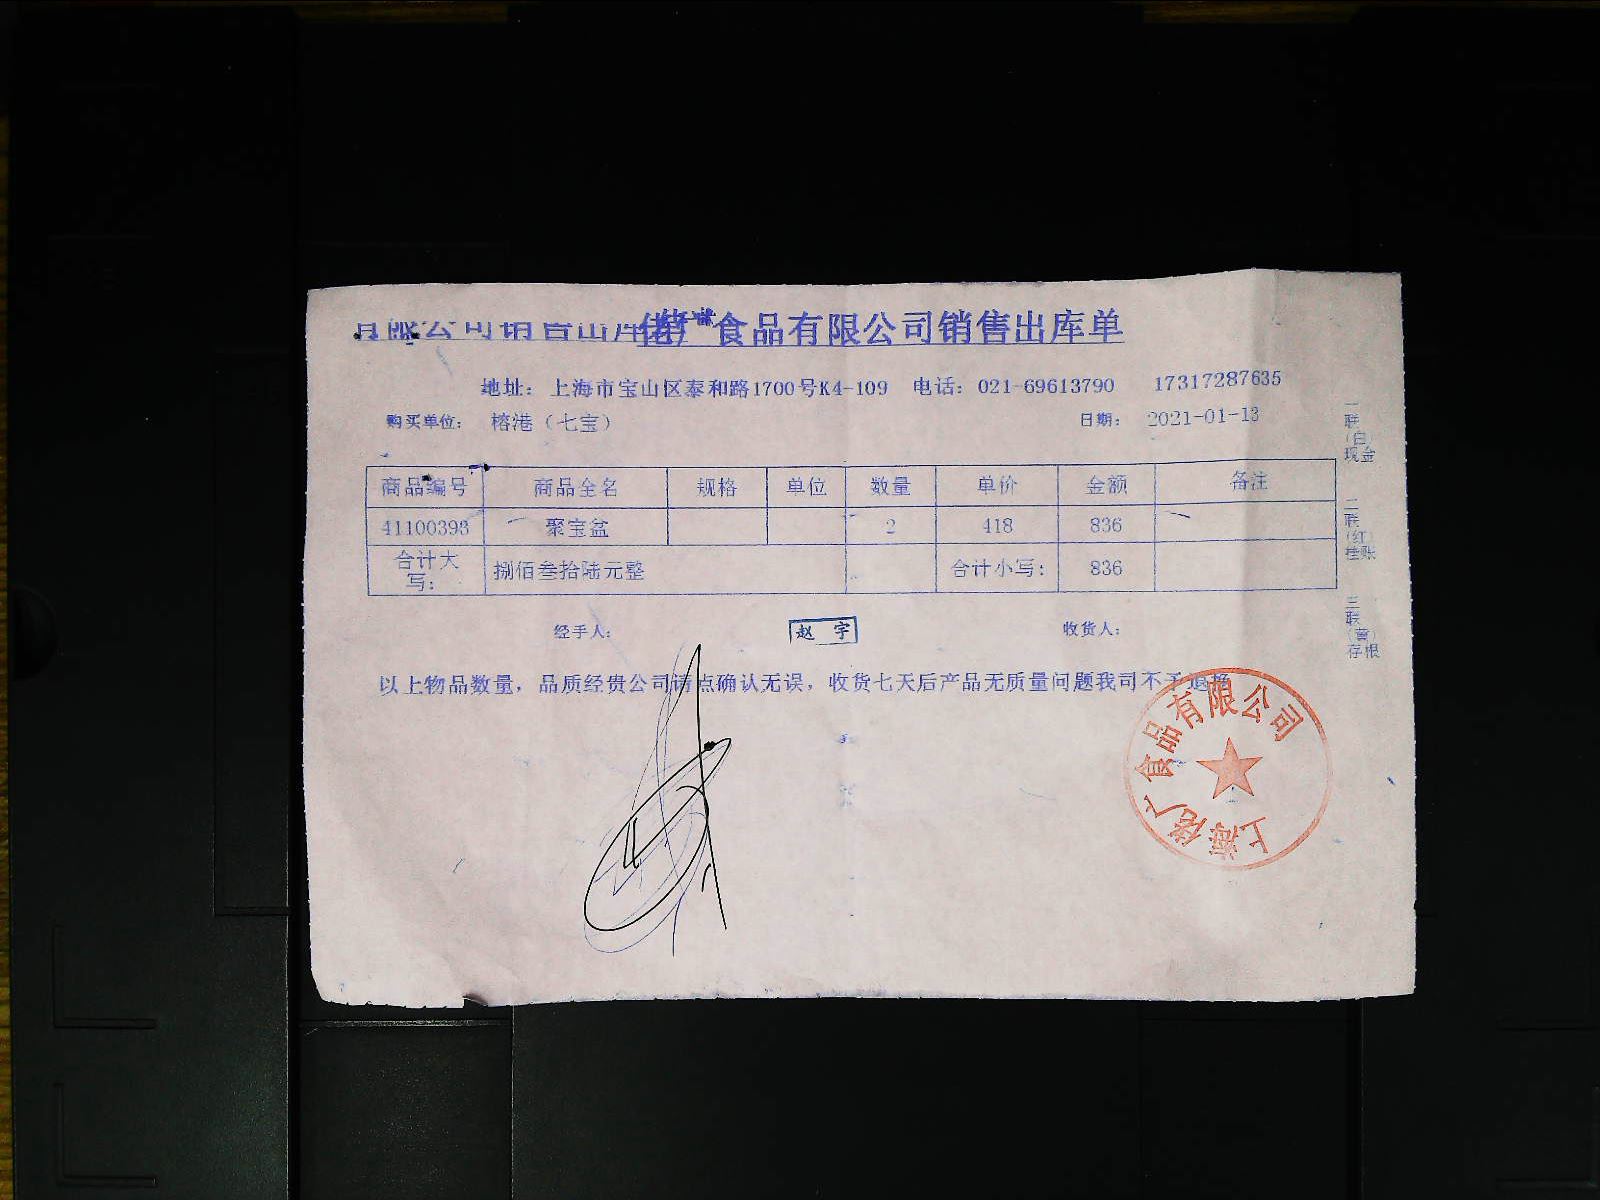 食品有限公司销售出库单
地址：上海市宝山区泰和路1700号K4-109 电话：021-69613790 17317287635
购买单位： 榕港（七宝） 日期： 2021-01-13
商品编号 商品全名 规格 单位 数量 单价 金额 备注
41100393 聚宝盆 2 418 836
合计大写： 捌佰叁拾陆元整 合计小写： 836
经手人： 赵宇 收货人：
以上物品数量，品质经贵公司请点确认无误，收货七天后产品无质量问题我司不予退换
一联（白）现金
二联（红）挂账
三联（黄）存根
上海佬广食品有限公司